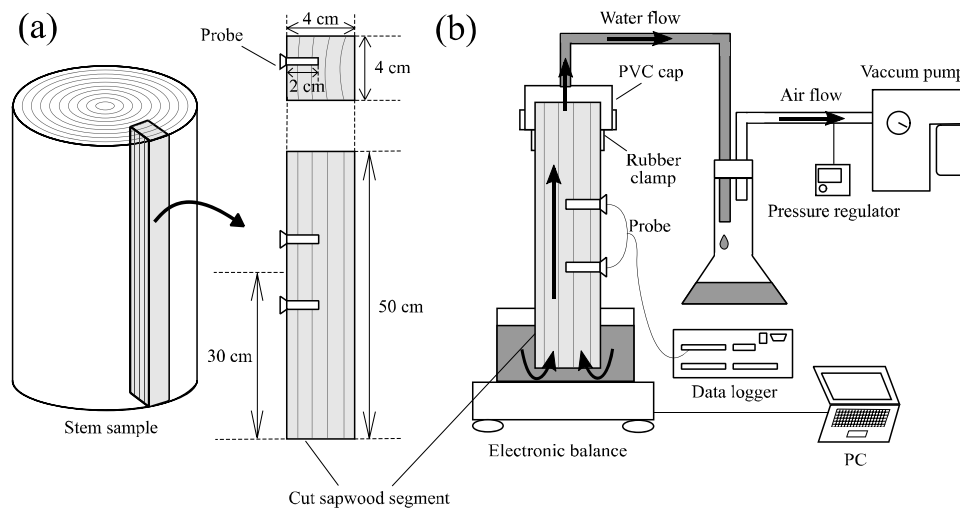 (a)
4 cm
Probe
4 cm
2 cm
30 cm
50 cm
Stem sample
Cut sapwood segment
(b)
Water flow
PVC cap
Vaccum pump
Air flow
Rubber
clamp
Pressure regulator
Probe
Data logger
Electronic balance
PC